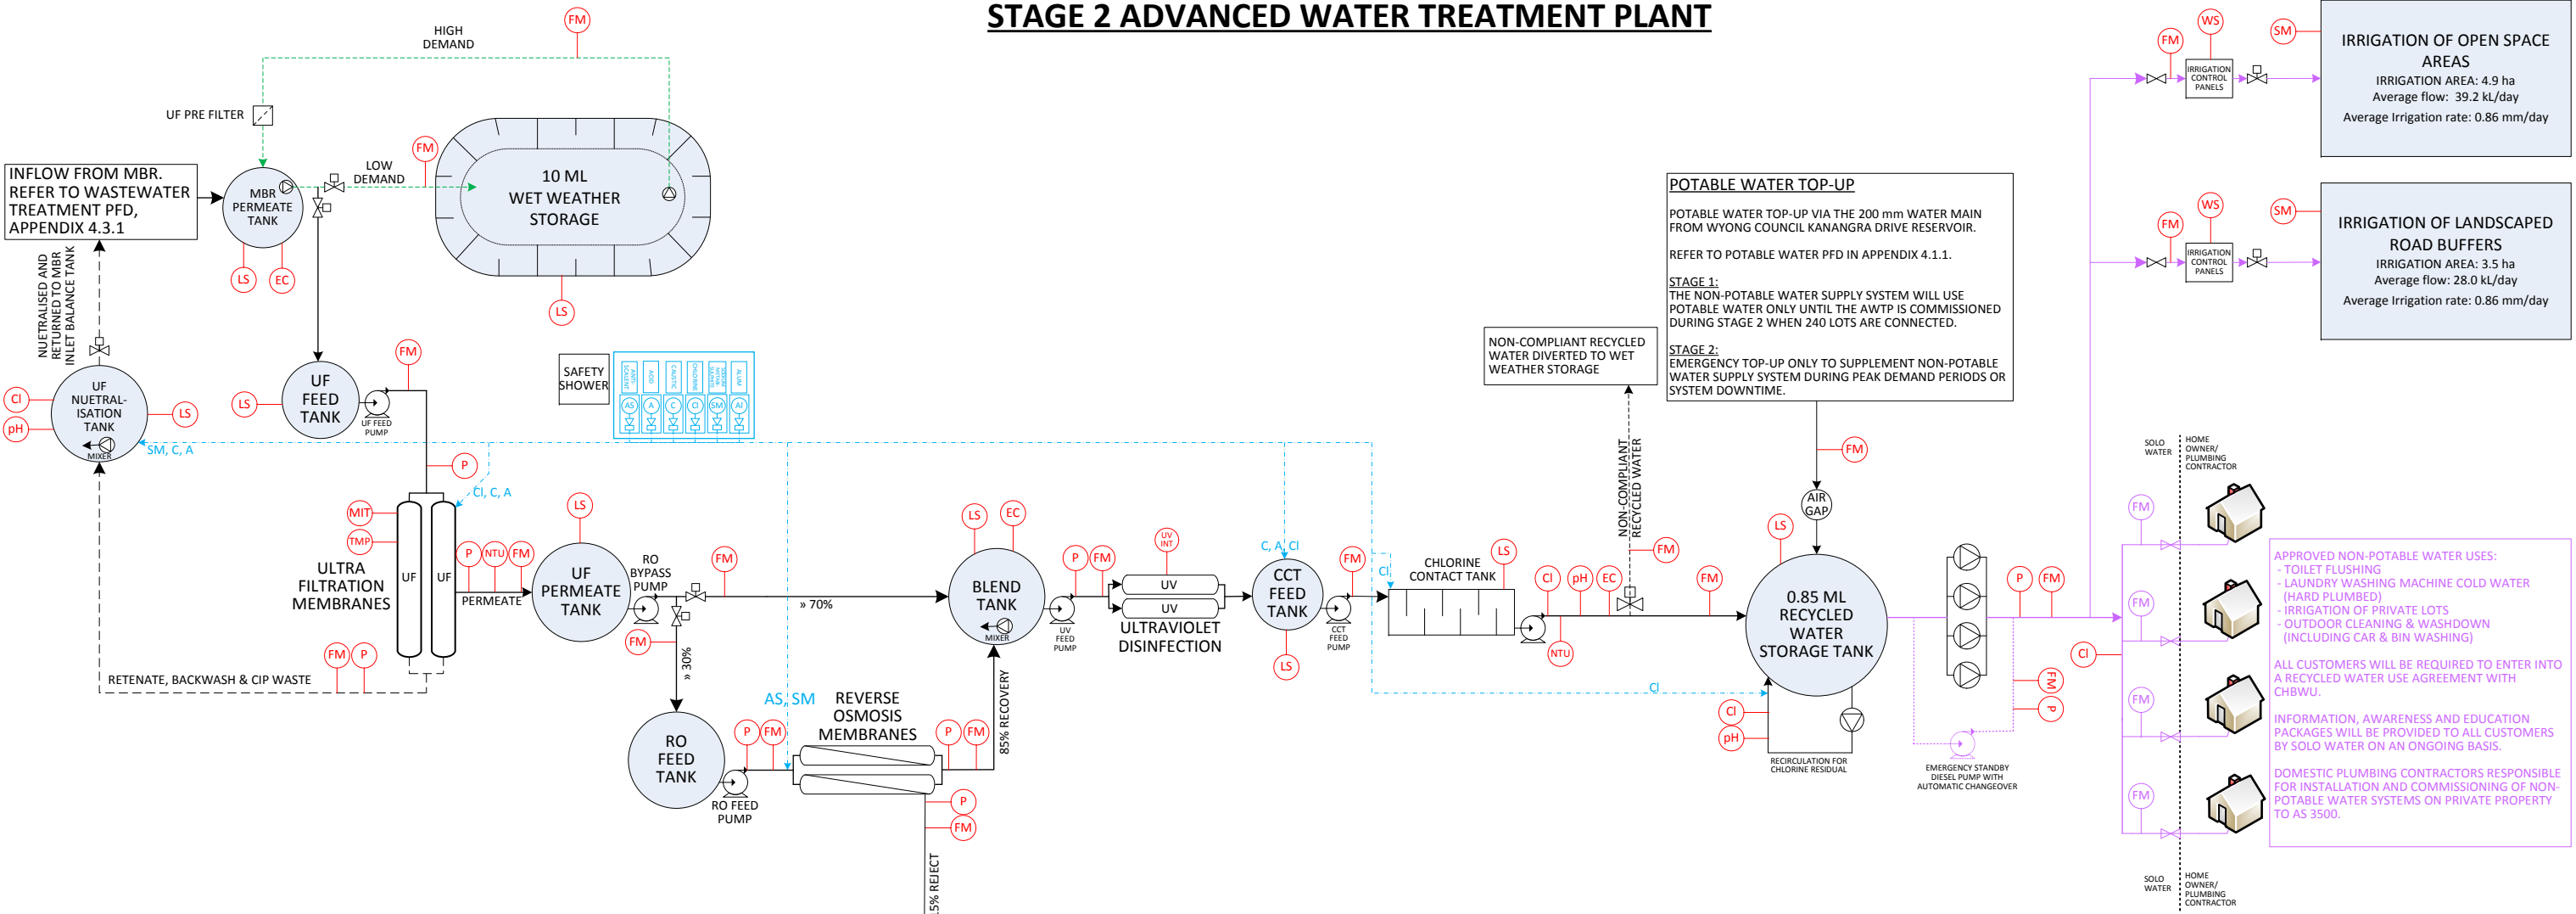 STAGE 2 ADVANCED WATER TREATMENT PLANT
FM
HIGH
DEMAND
UF PRE FILTER
FM
LOW
DEMAND
INFLOW FROM MBR.
REFER TO WASTEWATER
TREATMENT PFD,
APPENDIX 4.3.1
MBR
PERMEATE
TANK
LS
EC
10 ML
WET WEATHER
STORAGE
LS
NUETRALISED AND
RETURNED TO MBR
INLET BALANCE TANK
UF
NUETRAL-
ISATION
TANK
MIXER
Cl
pH
LS
SM, C, A
UF
FEED
TANK
LS
UF FEED
PUMP
FM
P
SAFETY
SHOWER
ANTI-
SCALENT
ACID
CAUSTIC
CHLORINE
SODIUM
METAB
SULPHITE
ALUM
AS
A
C
Cl
SM
Al
Cl, C, A
MIT
TMP
UF
UF
ULTRA
FILTRATION
MEMBRANES
P
NTU
FM
PERMEATE
FM
P
RETENATE, BACKWASH & CIP WASTE
LS
UF
PERMEATE
TANK
RO
BYPASS
PUMP
FM
» 70%
FM
» 30%
RO
FEED
TANK
RO FEED
PUMP
P
FM
AS, SM
REVERSE
OSMOSIS
MEMBRANES
P
FM
85% RECOVERY
P
FM
15% REJECT
LS
EC
BLEND
TANK
MIXER
UV
FEED
PUMP
P
FM
UV
INT
UV
UV
ULTRAVIOLET
DISINFECTION
C, A, Cl
CCT
FEED
TANK
LS
CCT
FEED
PUMP
FM
Cl
CHLORINE
CONTACT TANK
LS
Cl
pH
EC
NTU
NON-COMPLIANT RECYCLED
WATER DIVERTED TO WET
WEATHER STORAGE
NON-COMPLIANT
RECYCLED WATER
FM
FM
POTABLE WATER TOP-UP
POTABLE WATER TOP-UP VIA THE 200 mm WATER MAIN
FROM WYONG COUNCIL KANANGRA DRIVE RESERVOIR.
REFER TO POTABLE WATER PFD IN APPENDIX 4.1.1.
STAGE 1:
THE NON-POTABLE WATER SUPPLY SYSTEM WILL USE
POTABLE WATER ONLY UNTIL THE AWTP IS COMMISSIONED
DURING STAGE 2 WHEN 240 LOTS ARE CONNECTED.
STAGE 2:
EMERGENCY TOP-UP ONLY TO SUPPLEMENT NON-POTABLE
WATER SUPPLY SYSTEM DURING PEAK DEMAND PERIODS OR
SYSTEM DOWNTIME.
FM
AIR
GAP
LS
0.85 ML
RECYCLED
WATER
STORAGE TANK
Cl
Cl
pH
RECIRCULATION FOR
CHLORINE RESIDUAL
EMERGENCY STANDBY
DIESEL PUMP WITH
AUTOMATIC CHANGEOVER
P
FM
FM
P
Cl
FM
WS
IRRIGATION
CONTROL
PANELS
SM
IRRIGATION OF OPEN SPACE
AREAS
IRRIGATION AREA: 4.9 ha
Average flow: 39.2 kL/day
Average Irrigation rate: 0.86 mm/day
FM
WS
IRRIGATION
CONTROL
PANELS
SM
IRRIGATION OF LANDSCAPED
ROAD BUFFERS
IRRIGATION AREA: 3.5 ha
Average flow: 28.0 kL/day
Average Irrigation rate: 0.86 mm/day
SOLO
WATER
HOME
OWNER/
PLUMBING
CONTRACTOR
FM
FM
FM
FM
APPROVED NON-POTABLE WATER USES:
- TOILET FLUSHING
- LAUNDRY WASHING MACHINE COLD WATER
(HARD PLUMBED)
- IRRIGATION OF PRIVATE LOTS
- OUTDOOR CLEANING & WASHDOWN
(INCLUDING CAR & BIN WASHING)
ALL CUSTOMERS WILL BE REQUIRED TO ENTER INTO
A RECYCLED WATER USE AGREEMENT WITH
CHBWU.
INFORMATION, AWARENESS AND EDUCATION
PACKAGES WILL BE PROVIDED TO ALL CUSTOMERS
BY SOLO WATER ON AN ONGOING BASIS.
DOMESTIC PLUMBING CONTRACTORS RESPONSIBLE
FOR INSTALLATION AND COMMISSIONING OF NON-
POTABLE WATER SYSTEMS ON PRIVATE PROPERTY
TO AS 3500.
SOLO
WATER
HOME
OWNER/
PLUMBING
CONTRACTOR